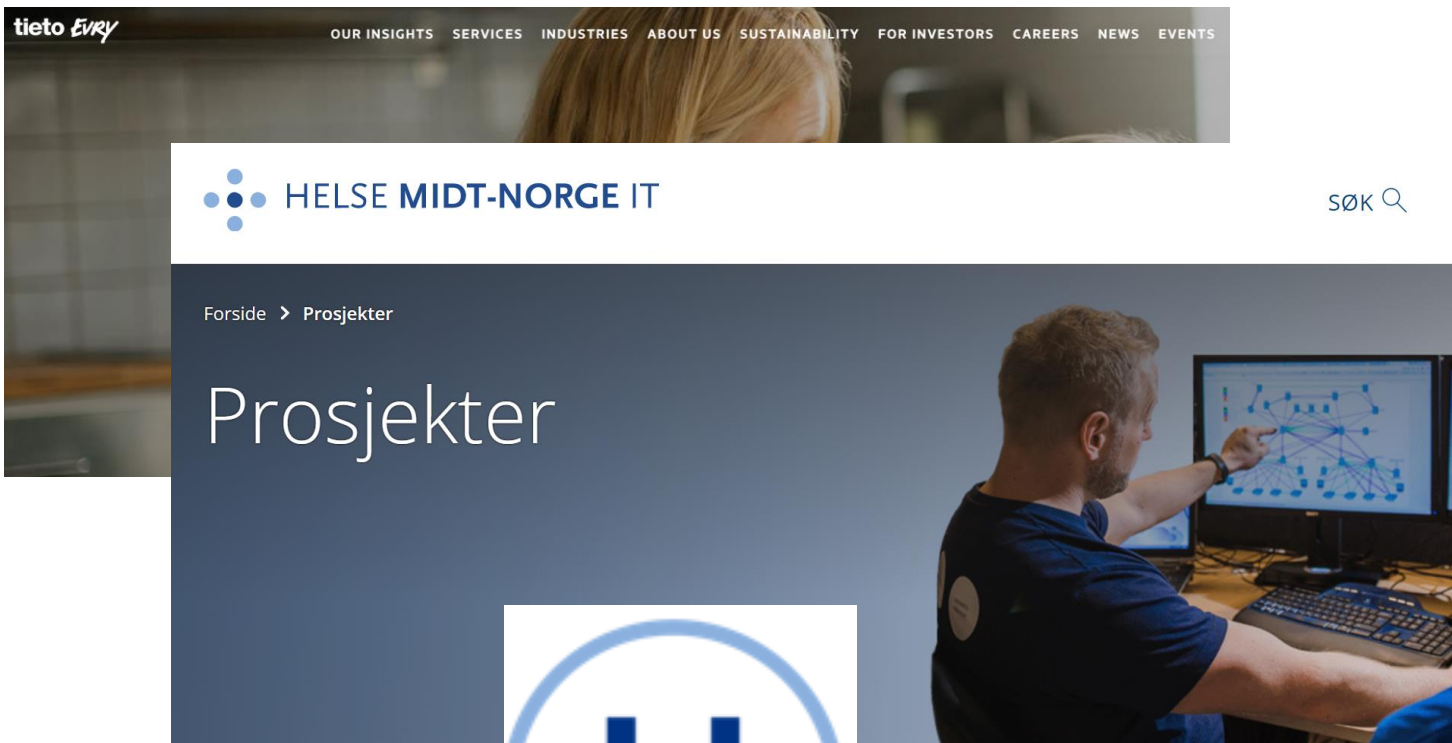 tieto Evry
OUR INSIGHTS SERVICES INDUSTRIES ABOUT US SUSTAINABILITY FOR INVESTORS CAREERS NEWS EVENTS
HELSE MIDT-NORGE IT
SØK
Forside > Prosjekter
Prosjekter